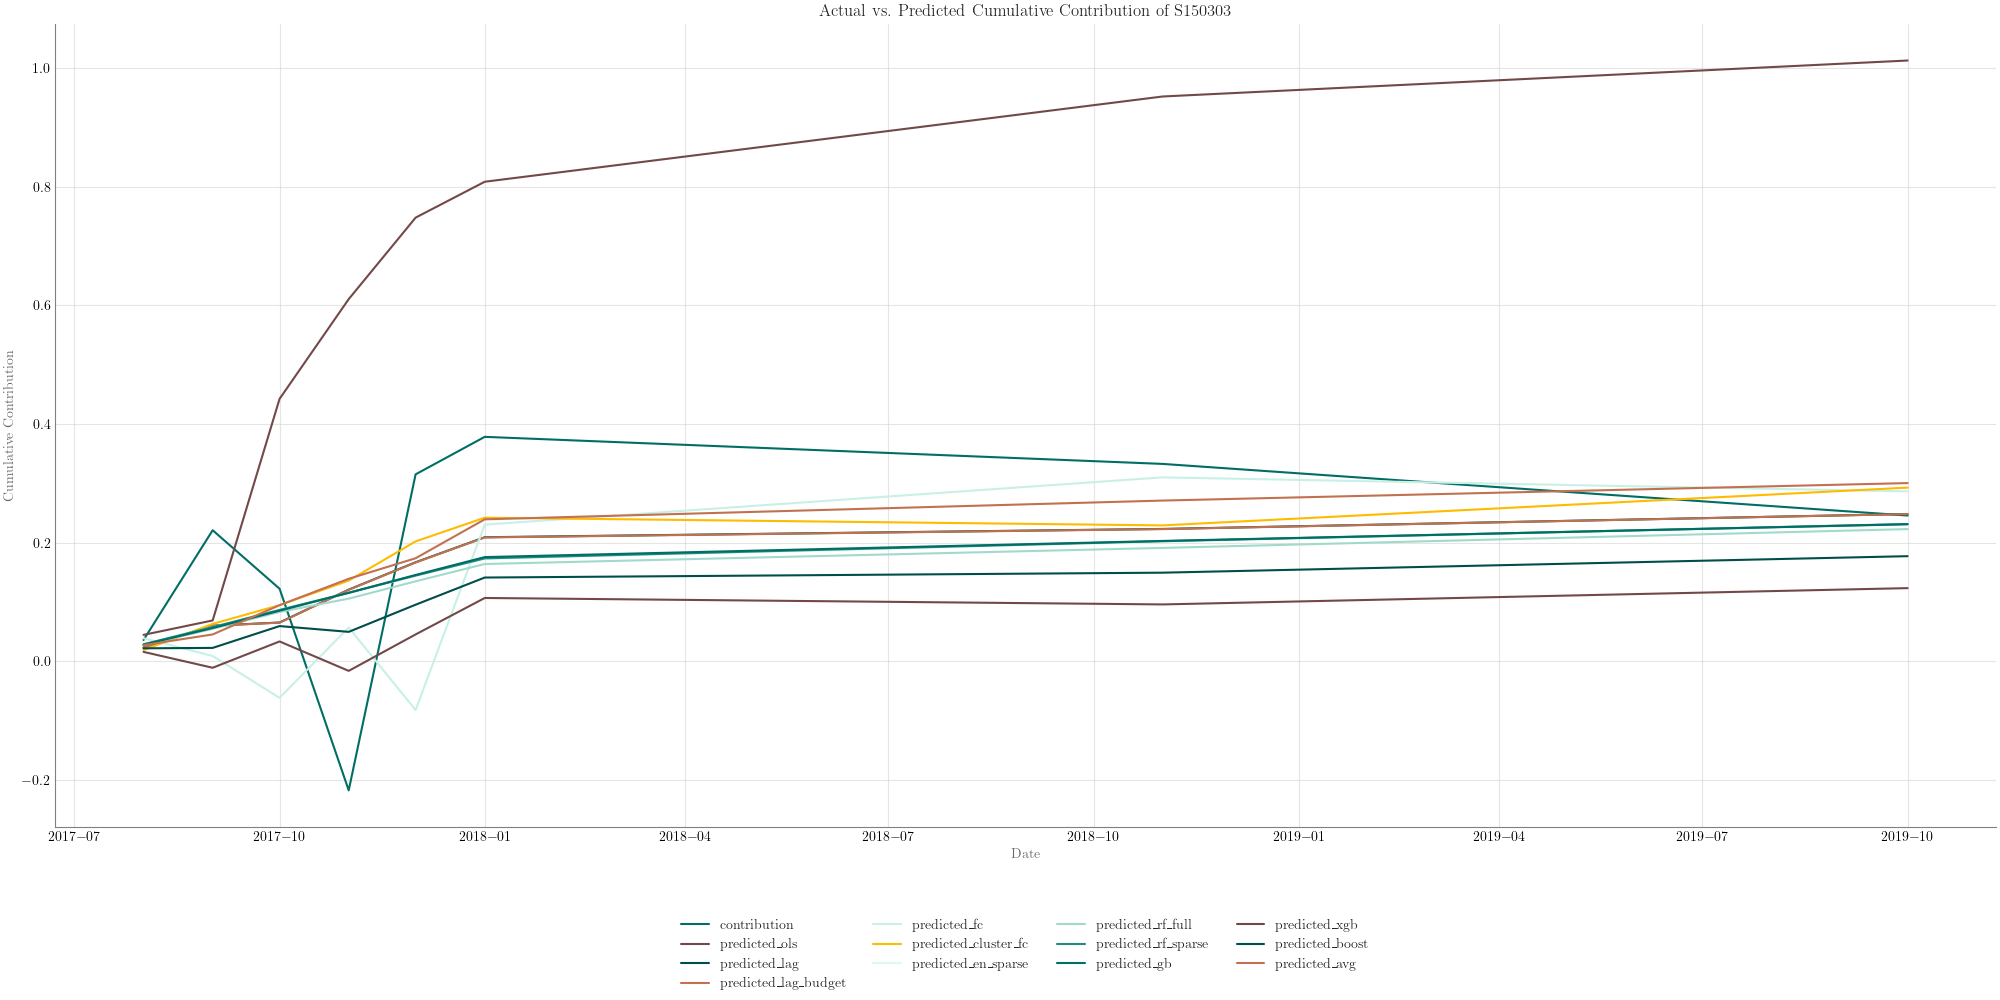 Actual vs. Predicted Cumulative Contribution of S150303
Cumulative Contribution
1.0
0.8
0.6
0.4
0.2
0.0
−0.2
2017−07
2017−10
2018−01
2018−04
2018−07
2018−10
2019−01
2019−04
2019−07
2019−10
Date
contribution
predicted_ols
predicted_lag
predicted_lag_budget
predicted_fc
predicted_cluster_fc
predicted_en_sparse
predicted_rf_full
predicted_rf_sparse
predicted_gb
predicted_xgb
predicted_boost
predicted_avg